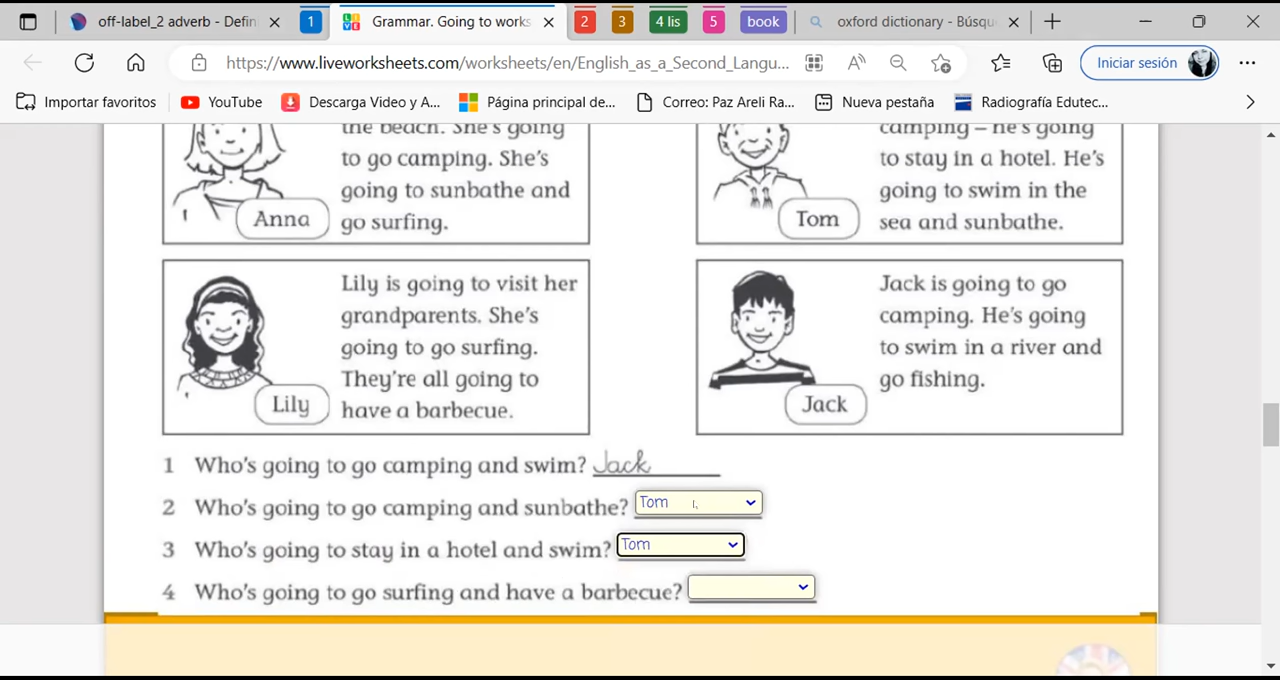 off-label_2 adverb - Defin
1
Grammar. Going to works
2
3
4 lis
5
book
oxford dictionary - Búsqu
https://www.liveworksheets.com/worksheets/en/English_as_a_Second_Langu...
Iniciar sesión
Importar favoritos
YouTube
Descarga Video y A...
Página principal de...
Correo: Paz Areli Ra...
Nueva pestaña
Radiografía Edutec...
the beach. She's going
to go camping. She's
going to sunbathe and
go surfing.
Anna
camping – he's going
to stay in a hotel. He's
going to swim in the
sea and sunbathe.
Tom
Lily is going to visit her
grandparents. She's
going to go surfing.
They're all going to
have a barbecue.
Lily
Jack is going to go
camping. He's going
to swim in a river and
go fishing.
Jack
1 Who's going to go camping and swim? Jack
2 Who's going to go camping and sunbathe? Tom
3 Who's going to stay in a hotel and swim? Tom
4 Who's going to go surfing and have a barbecue?